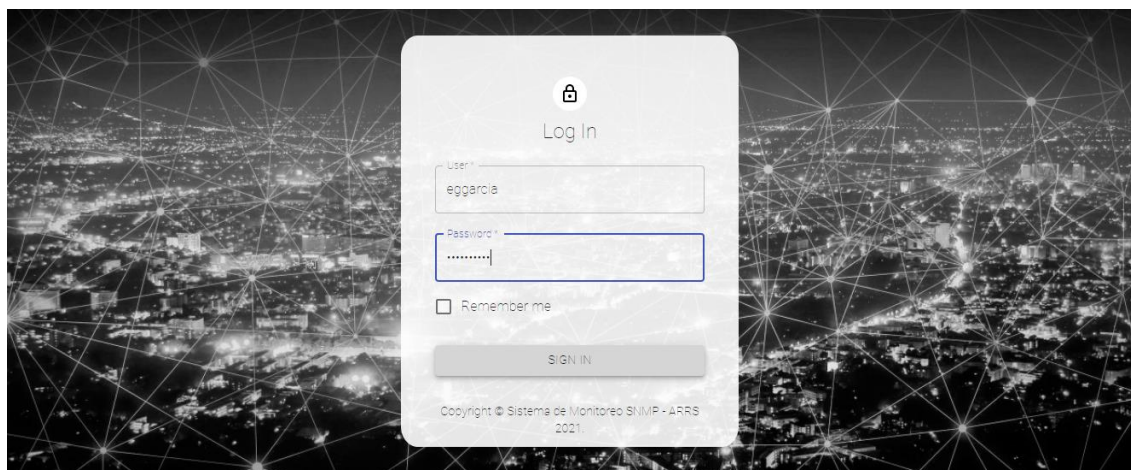 Log In
User *
eggarcia
Password *
••••••••••
Remember me
SIGN IN
Copyright © Sistema de Monitoreo SNMP - ARRS
2021.